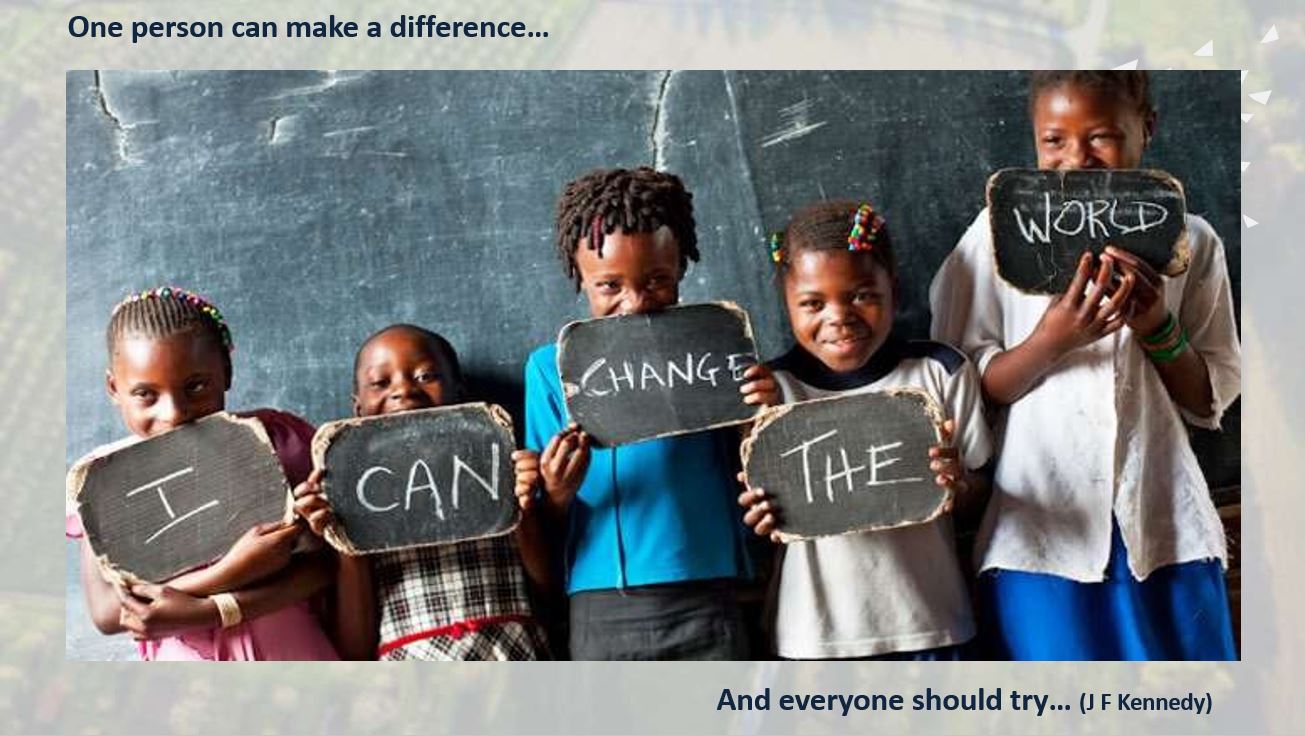 One person can make a difference...
I
CAN
CHANGE
THE
WORLD
And everyone should try... (J F Kennedy)